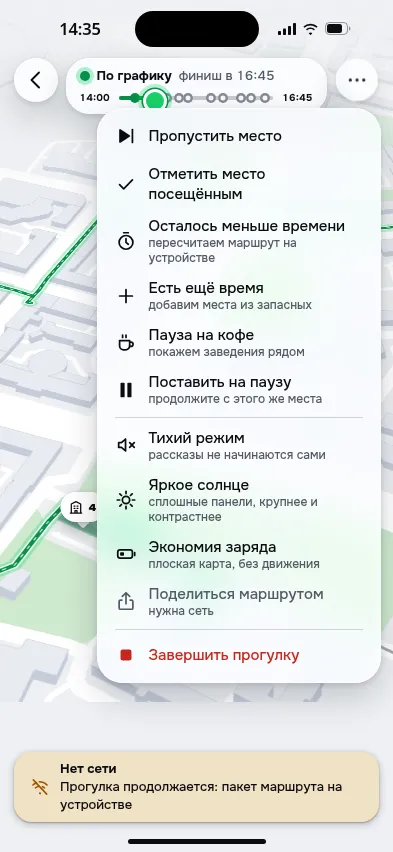 14:35
По графику финиш в 16:45
14:00
16:45
Пропустить место
Отметить место
посещённым
Осталось меньше времени
пересчитаем маршрут на
устройстве
Есть ещё время
добавим места из запасных
Пауза на кофе
покажем заведения рядом
Поставить на паузу
продолжите с этого же места
Тихий режим
рассказы не начинаются сами
Яркое солнце
сплошные панели, крупнее и
контрастнее
4
Экономия заряда
плоская карта, без движения
Поделиться маршрутом
нужна сеть
Завершить прогулку
Нет сети
Прогулка продолжается: пакет маршрута на
устройстве